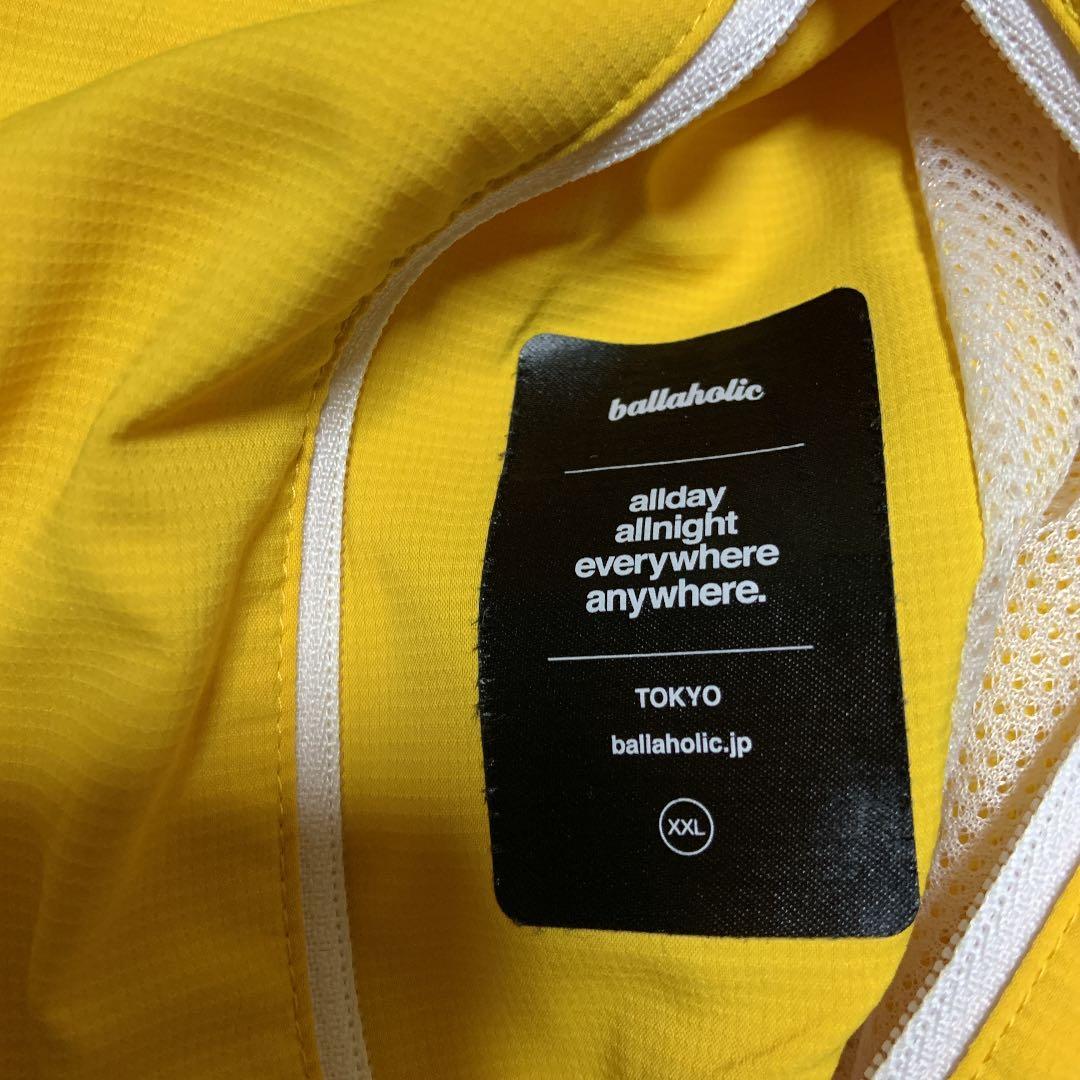 ballaholic
allday
allnight
everywhere
anywhere.
TOKYO
ballaholic.jp
XXL